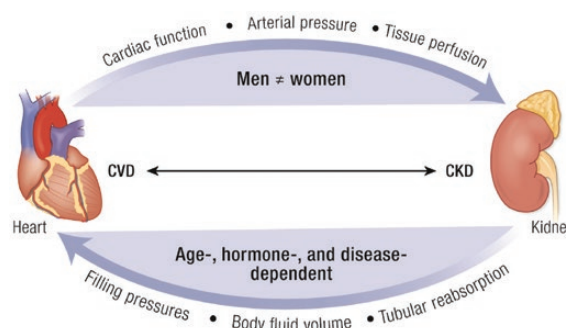 Cardiac function • Arterial pressure • Tissue perfusion
Men ≠ women
CVD
CKD
Heart
Kidne
Age-, hormone-, and disease-
dependent
Filling pressures • Body fluid volume • Tubular reabsorption